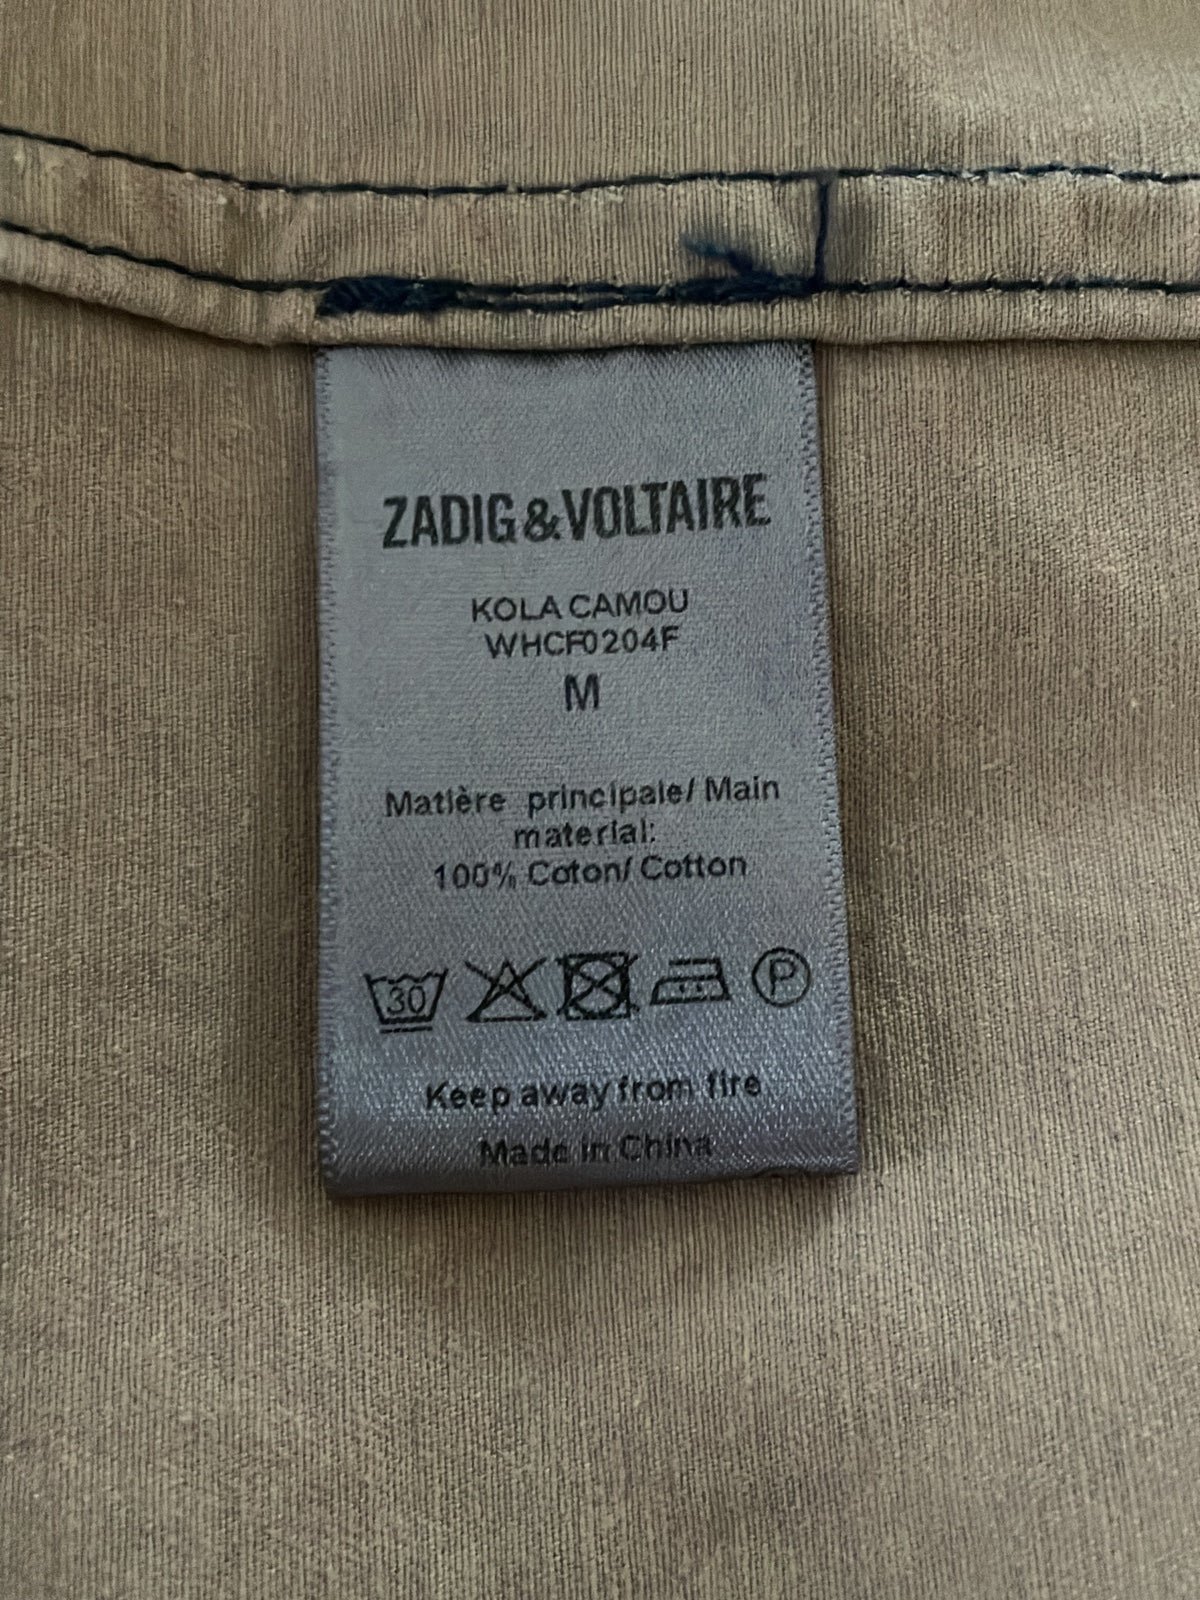 ZADIG&VOLTAIRE
KOLA CAMOU
WHCF0204F
M
Matière principale/ Main
material:
100% Coton/ Cotton
30
P
Keep away from fire
Made in China